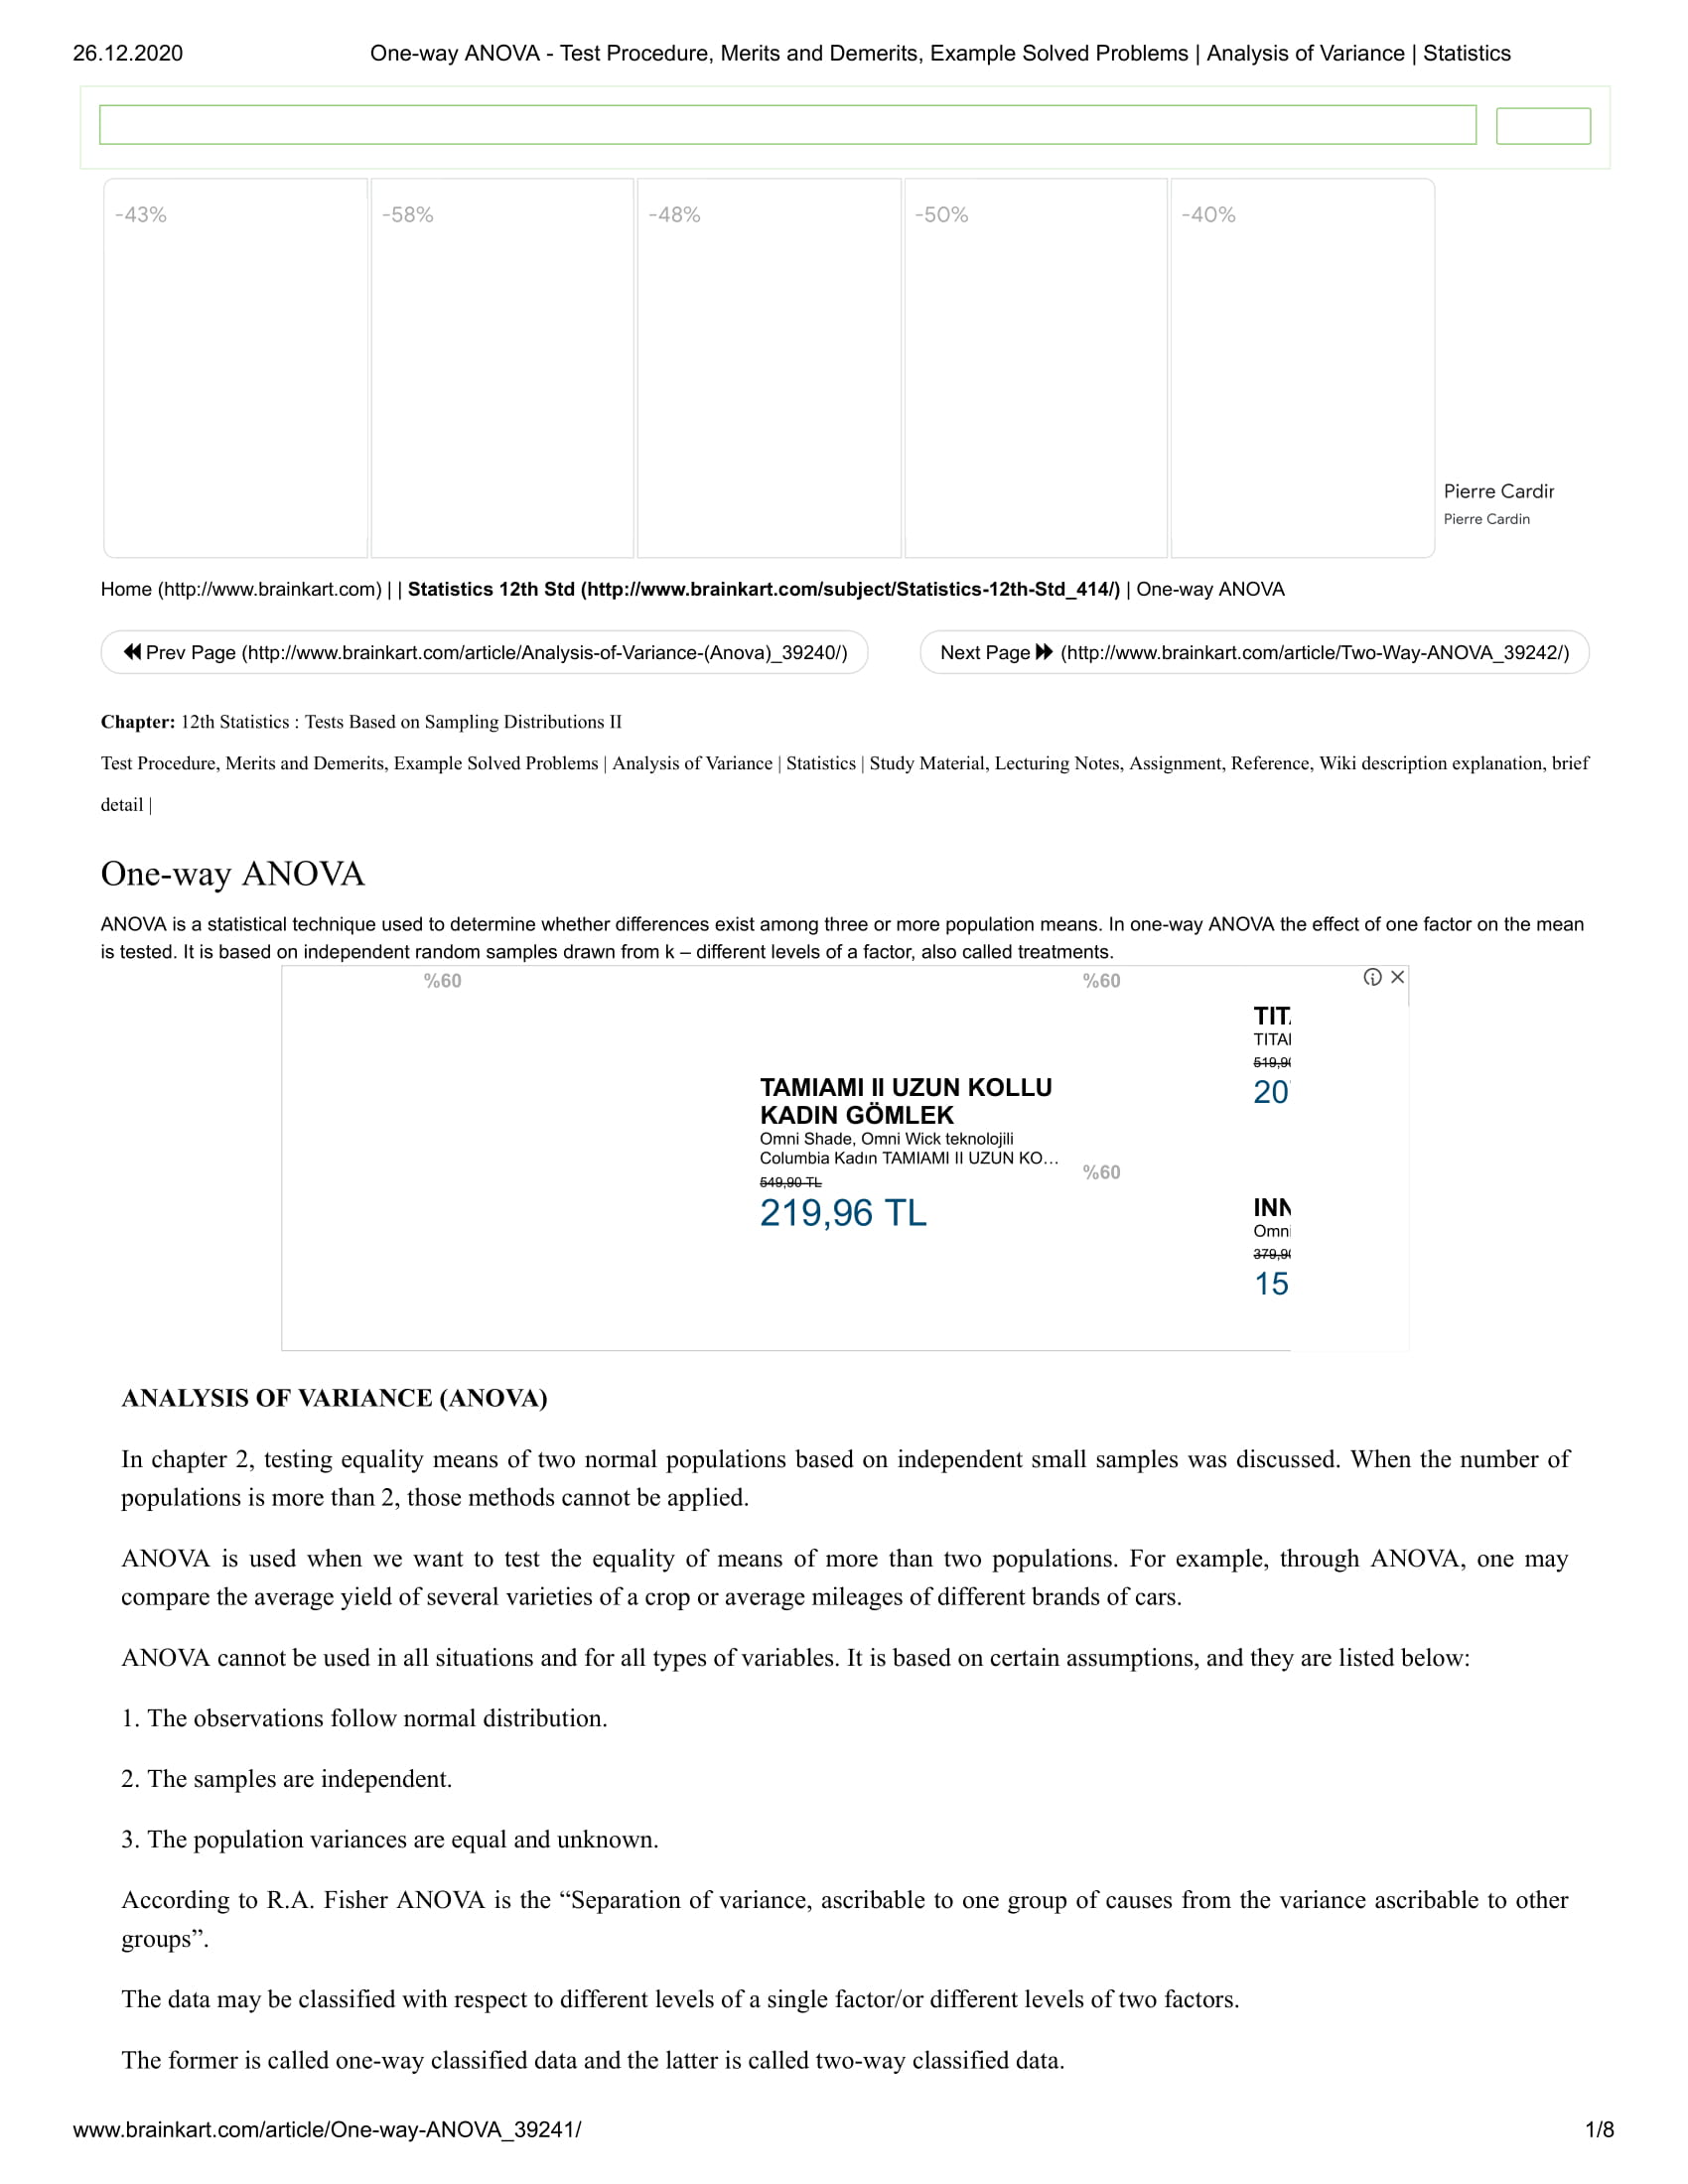 26.12.2020 One-way ANOVA - Test Procedure, Merits and Demerits, Example Solved Problems | Analysis of Variance | Statistics
-43% -58% -48% -50% -40%
Pierre Cardin
Pierre Cardin
Home (http://www.brainkart.com) | | Statistics 12th Std (http://www.brainkart.com/subject/Statistics-12th-Std_414/) | One-way ANOVA
Prev Page (http://www.brainkart.com/article/Analysis-of-Variance-(Anova)_39240/) Next Page (http://www.brainkart.com/article/Two-Way-ANOVA_39242/)
Chapter: 12th Statistics : Tests Based on Sampling Distributions II
Test Procedure, Merits and Demerits, Example Solved Problems | Analysis of Variance | Statistics | Study Material, Lecturing Notes, Assignment, Reference, Wiki description explanation, brief
detail |
One-way ANOVA
ANOVA is a statistical technique used to determine whether differences exist among three or more population means. In one-way ANOVA the effect of one factor on the mean
is tested. It is based on independent random samples drawn from k – different levels of a factor, also called treatments.
%60 %60
TIT
TITA
519,9
20
TAMIAMI II UZUN KOLLU
KADIN GÖMLEK
Omni Shade, Omni Wick teknolojili
Columbia Kadın TAMIAMI II UZUN KO…
549,90 TL
219,96 TL
%60
INN
Omni
379,9
15
ANALYSIS OF VARIANCE (ANOVA)
In chapter 2, testing equality means of two normal populations based on independent small samples was discussed. When the number of
populations is more than 2, those methods cannot be applied.
ANOVA is used when we want to test the equality of means of more than two populations. For example, through ANOVA, one may
compare the average yield of several varieties of a crop or average mileages of different brands of cars.
ANOVA cannot be used in all situations and for all types of variables. It is based on certain assumptions, and they are listed below:
1. The observations follow normal distribution.
2. The samples are independent.
3. The population variances are equal and unknown.
According to R.A. Fisher ANOVA is the “Separation of variance, ascribable to one group of causes from the variance ascribable to other
groups”.
The data may be classified with respect to different levels of a single factor/or different levels of two factors.
The former is called one-way classified data and the latter is called two-way classified data.
www.brainkart.com/article/One-way-ANOVA_39241/ 1/8